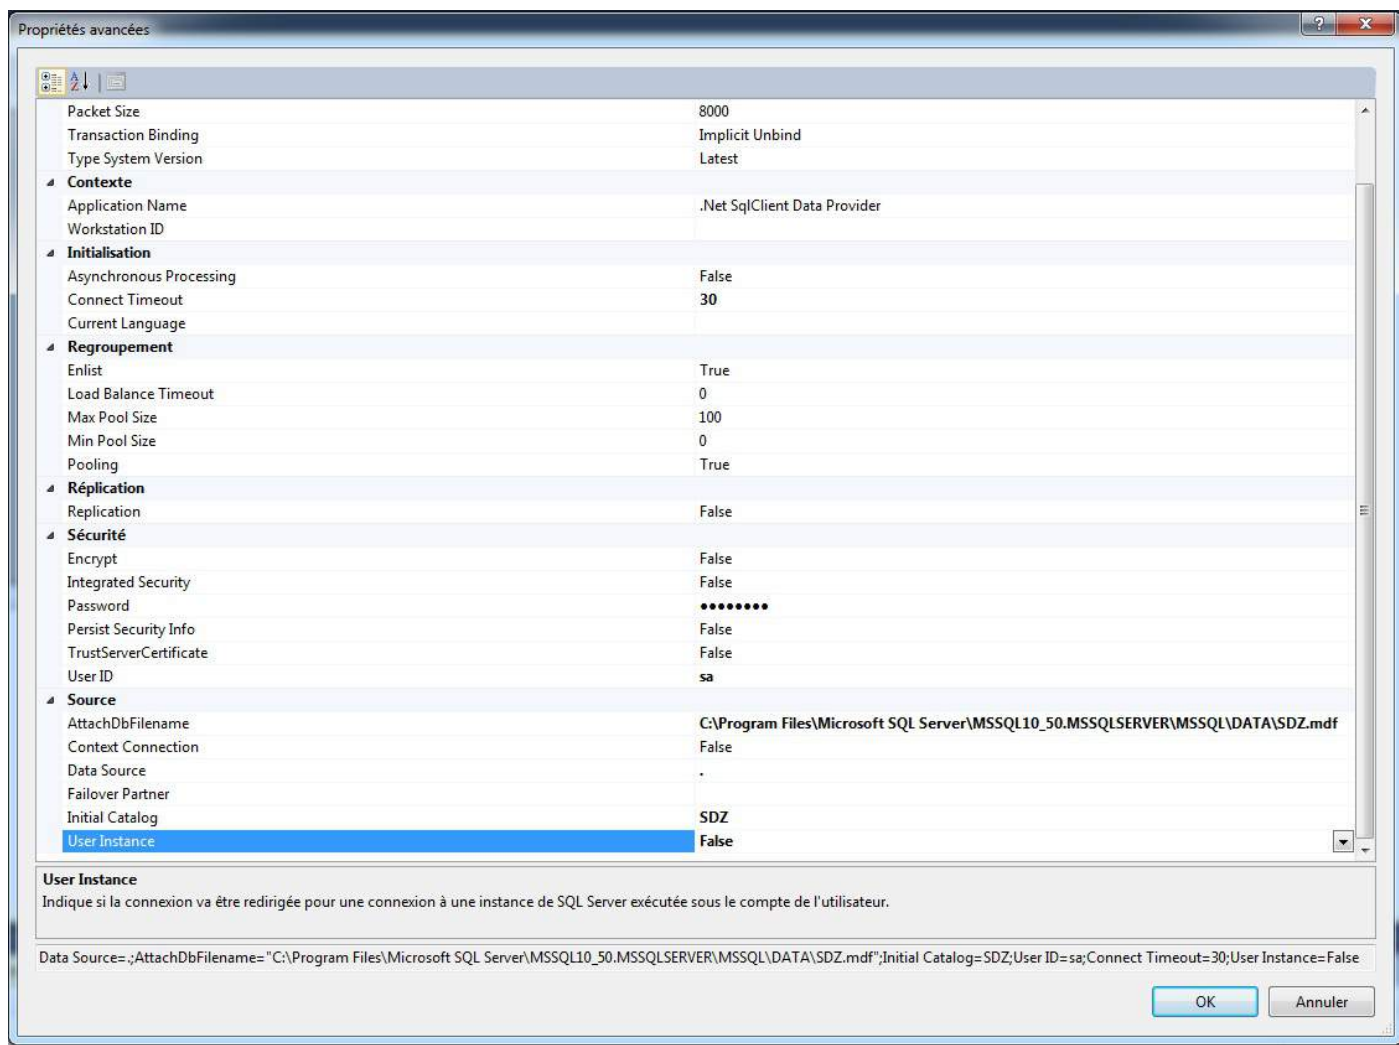 Propriétés avancées
Packet Size 8000
Transaction Binding Implicit Unbind
Type System Version Latest
Contexte
Application Name .Net SqlClient Data Provider
Workstation ID
Initialisation
Asynchronous Processing False
Connect Timeout 30
Current Language
Regroupement
Enlist True
Load Balance Timeout 0
Max Pool Size 100
Min Pool Size 0
Pooling True
Réplication
Replication False
Sécurité
Encrypt False
Integrated Security False
Password ●●●●●●●●
Persist Security Info False
TrustServerCertificate False
User ID sa
Source
AttachDbFilename C:\Program Files\Microsoft SQL Server\MSSQL10_50.MSSQLSERVER\MSSQL\DATA\SDZ.mdf
Context Connection False
Data Source .
Failover Partner
Initial Catalog SDZ
User Instance False
User Instance
Indique si la connexion va être redirigée pour une connexion à une instance de SQL Server exécutée sous le compte de l'utilisateur.
Data Source=.;AttachDbFilename="C:\Program Files\Microsoft SQL Server\MSSQL10_50.MSSQLSERVER\MSSQL\DATA\SDZ.mdf";Initial Catalog=SDZ;User ID=sa;Connect Timeout=30;User Instance=False
OK Annuler